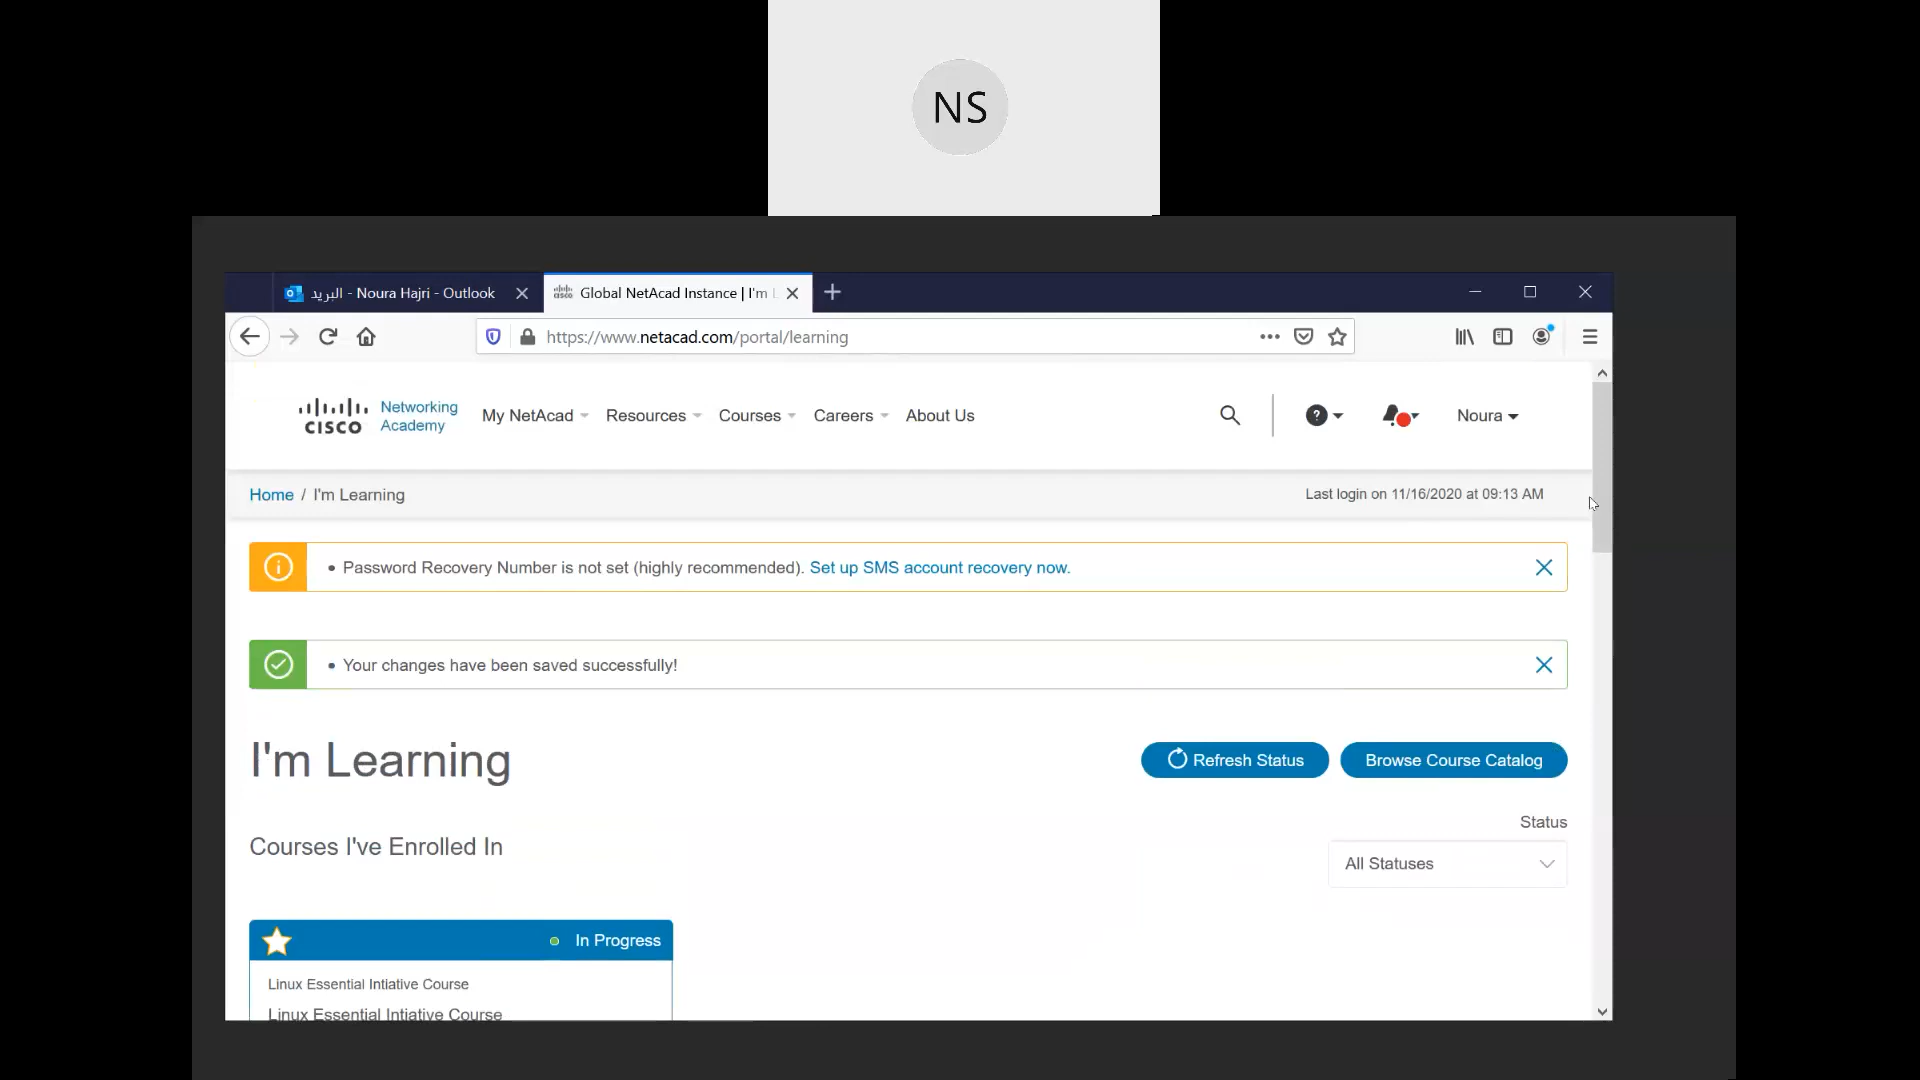 NS
البريد - Noura Hajri - Outlook
Global NetAcad Instance | I'm L
https://www.netacad.com/portal/learning
cisco
Networking
Academy
My NetAcad
Resources
Courses
Careers
About Us
?
Noura
Home / I'm Learning
Last login on 11/16/2020 at 09:13 AM
• Password Recovery Number is not set (highly recommended). Set up SMS account recovery now.
• Your changes have been saved successfully!
I'm Learning
Refresh Status
Browse Course Catalog
Status
Courses I've Enrolled In
All Statuses
In Progress
Linux Essential Intiative Course
Linux Essential Intiative Course